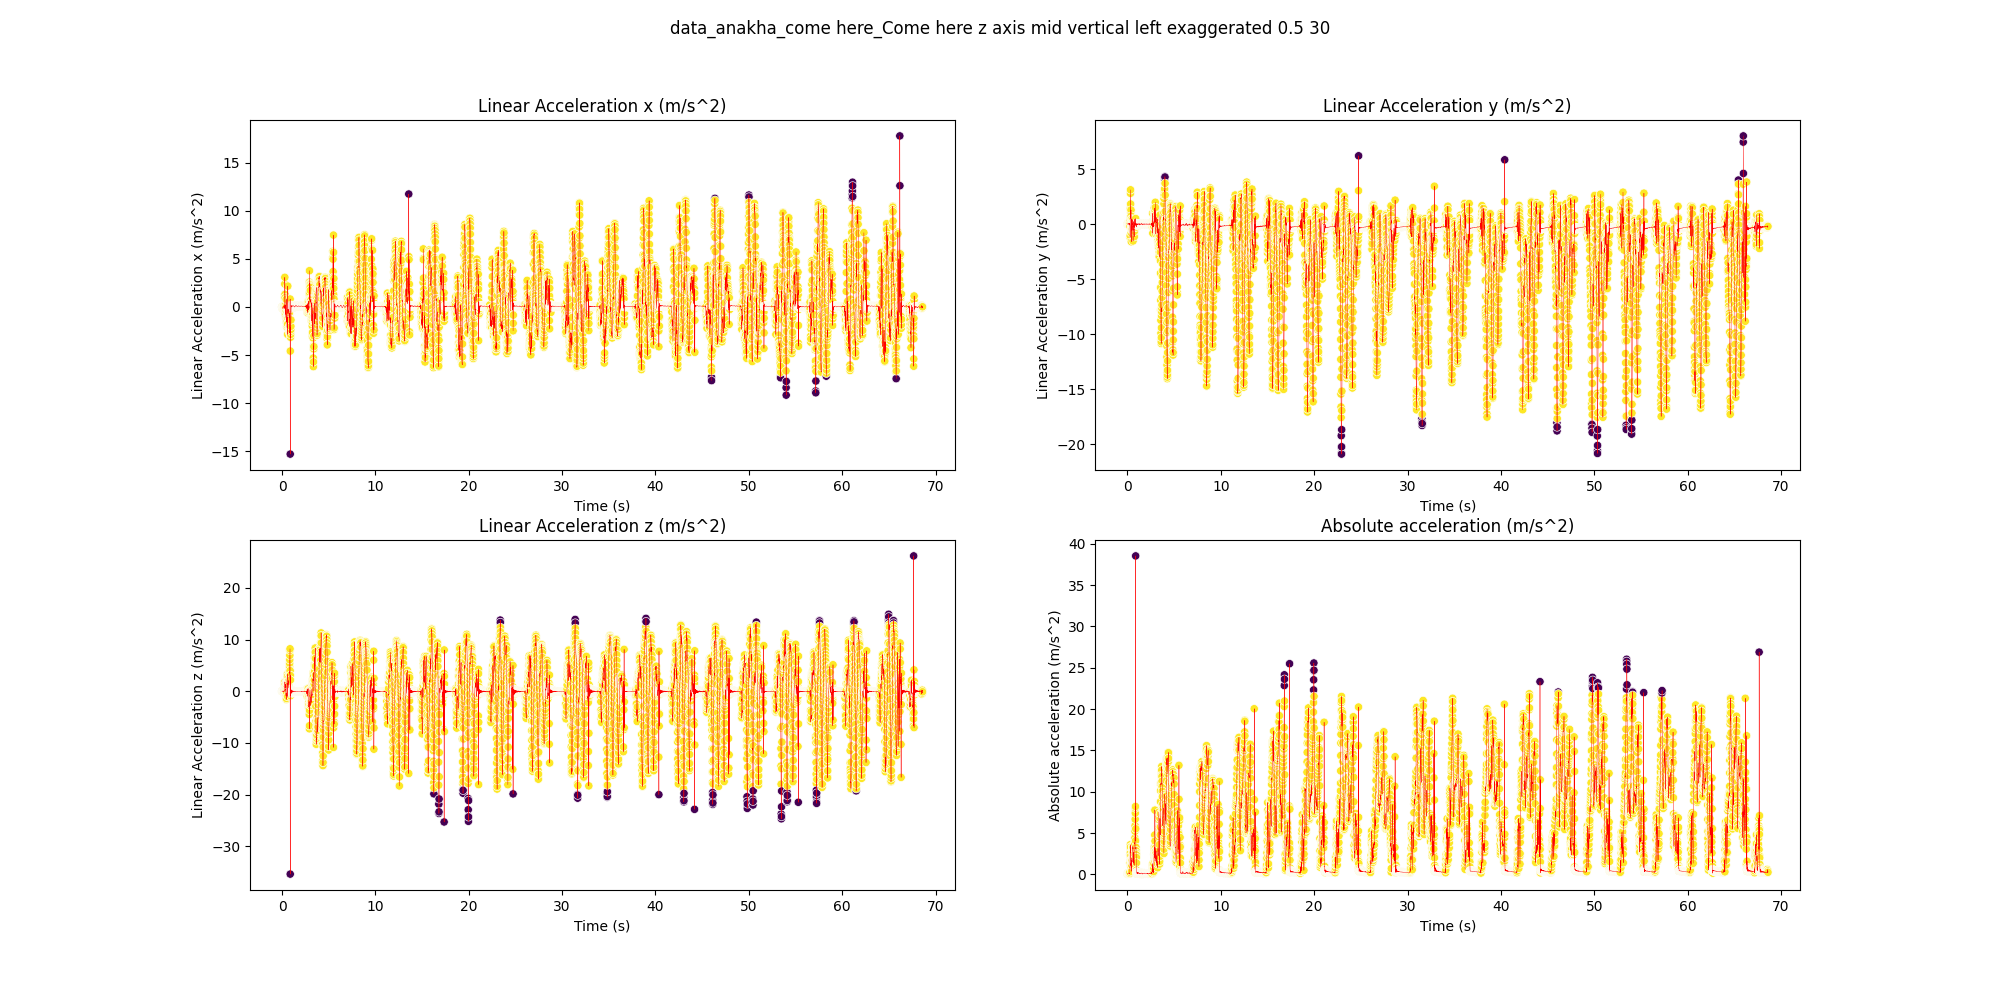 data_anakha_come here_Come here z axis mid vertical left exaggerated 0.5 30
Linear Acceleration x (m/s^2)
Linear Acceleration x (m/s^2)
15
10
5
0
−5
−10
−15
0 10 20 30 40 50 60 70
Time (s)
Linear Acceleration y (m/s^2)
Linear Acceleration y (m/s^2)
5
0
−5
−10
−15
−20
0 10 20 30 40 50 60 70
Time (s)
Linear Acceleration z (m/s^2)
Linear Acceleration z (m/s^2)
20
10
0
−10
−20
−30
0 10 20 30 40 50 60 70
Time (s)
Absolute acceleration (m/s^2)
Absolute acceleration (m/s^2)
40
35
30
25
20
15
10
5
0
0 10 20 30 40 50 60 70
Time (s)